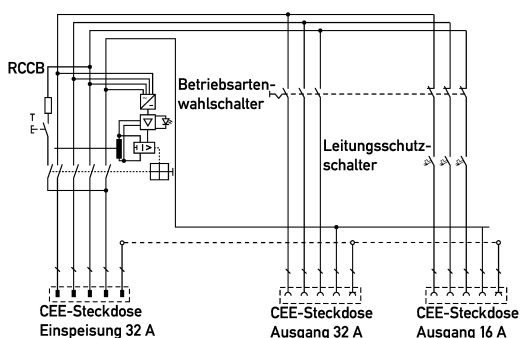 RCCB
Betriebsarten-
wahlschalter
Leitungsschutz-
schalter
CEE-Steckdose
Einspeisung 32 A
CEE-Steckdose
Ausgang 32 A
CEE-Steckdose
Ausgang 16 A